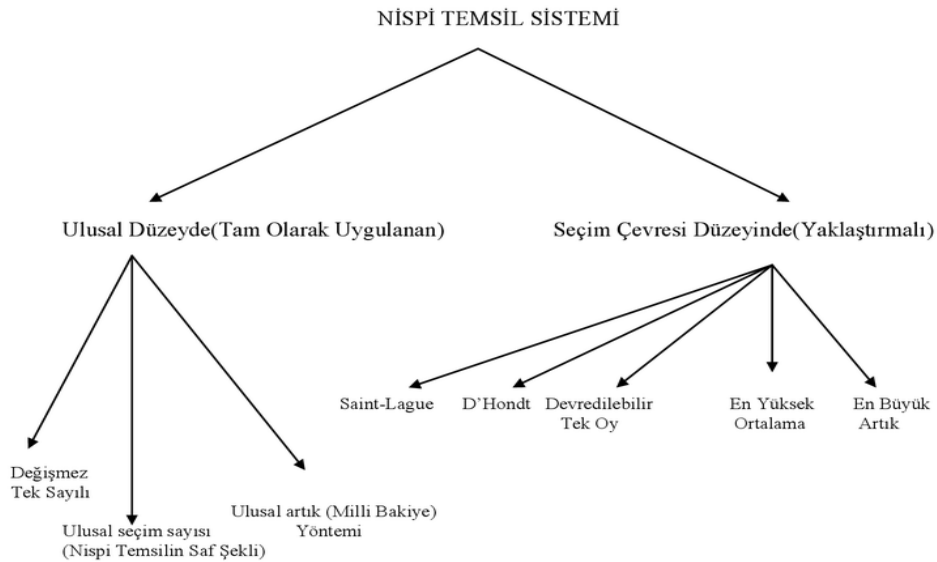 NİSPİ TEMSİL SİSTEMİ
Ulusal Düzeyde(Tam Olarak Uygulanan)
Seçim Çevresi Düzeyinde(Yaklaştırmalı)
Saint-Lague
D’Hondt
Devredilebilir
Tek Oy
En Yüksek
Ortalama
En Büyük
Artık
Değişmez
Tek Sayılı
Ulusal seçim sayısı
(Nispi Temsilin Saf Şekli)
Ulusal artık (Milli Bakiye)
Yöntemi